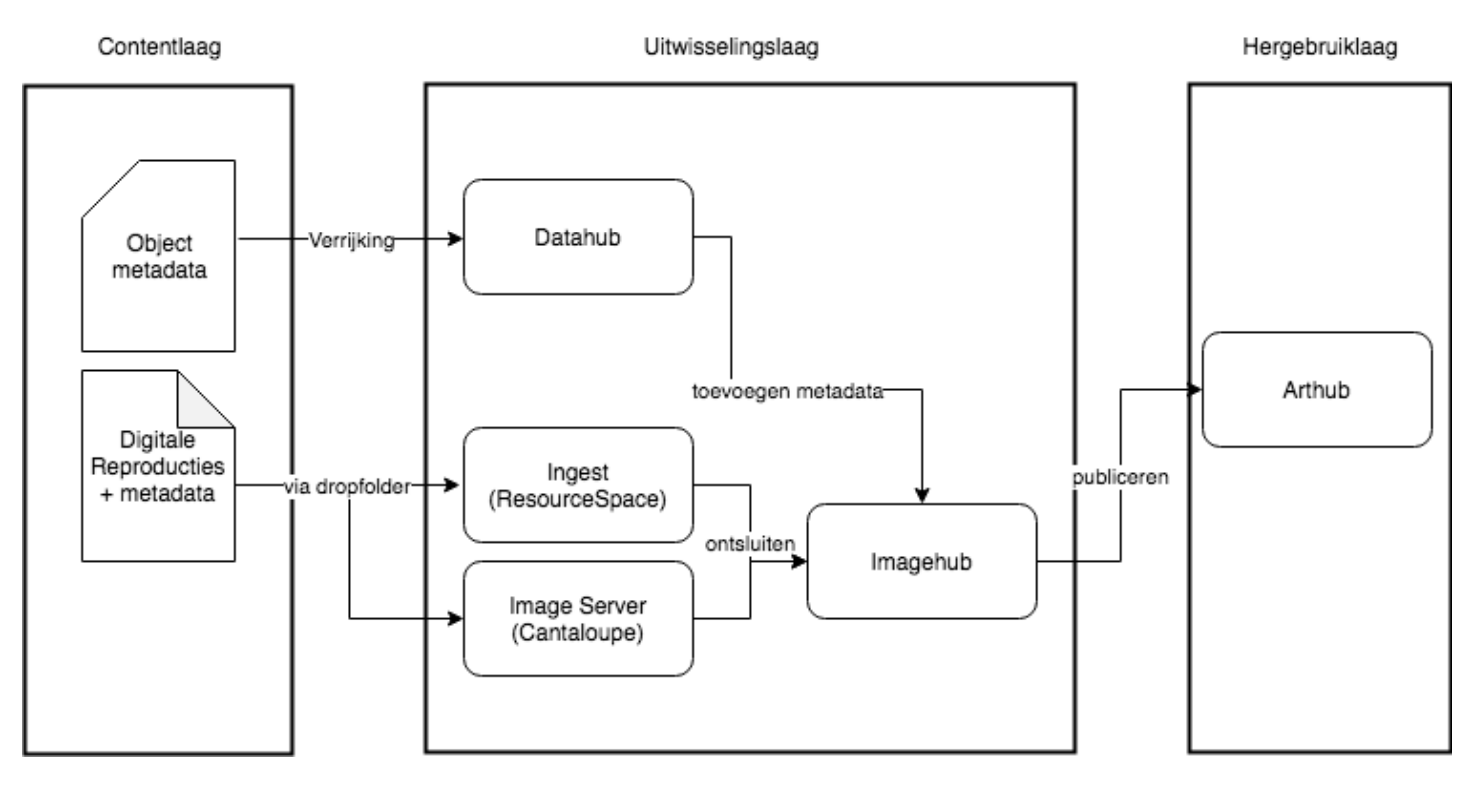 Contentlaag
Uitwisselingslaag
Hergebruiklaag
Object
metadata
Verrijking
Datahub
toevoegen metadata
Arthub
Digitale
Reproducties
+ metadata
via dropfolder
Ingest
(ResourceSpace)
publiceren
ontsluiten
Imagehub
Image Server
(Cantaloupe)